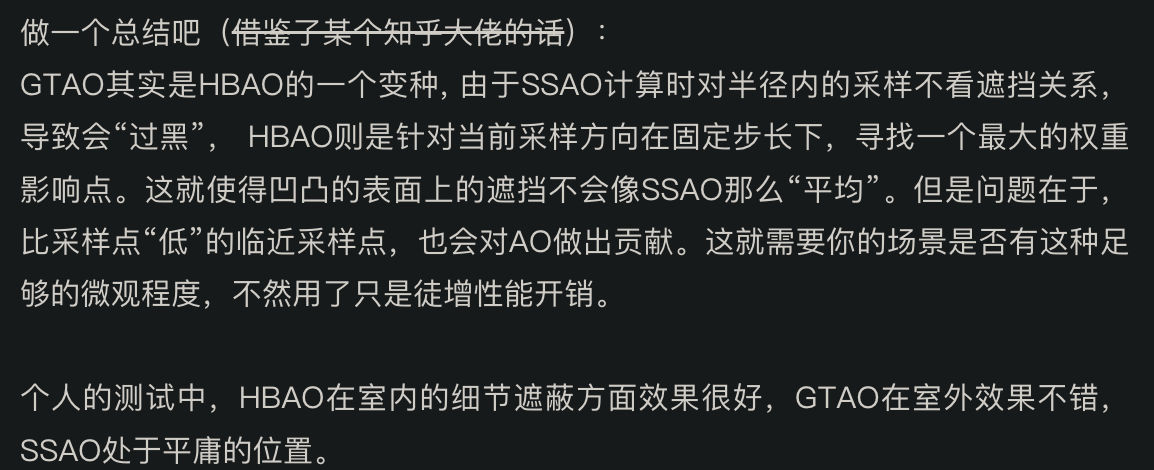 做一个总结吧（借鉴了某个知乎大佬的话）：
GTAO其实是HBAO的一个变种, 由于SSAO计算时对半径内的采样不看遮挡关系，
导致会“过黑”， HBAO则是针对当前采样方向在固定步长下，寻找一个最大的权重
影响点。这就使得凹凸的表面上的遮挡不会像SSAO那么“平均”。但是问题在于，
比采样点“低”的临近采样点，也会对AO做出贡献。这就需要你的场景是否有这种足
够的微观程度，不然用了只是徒增性能开销。
个人的测试中，HBAO在室内的细节遮蔽方面效果很好，GTAO在室外效果不错，
SSAO处于平庸的位置。